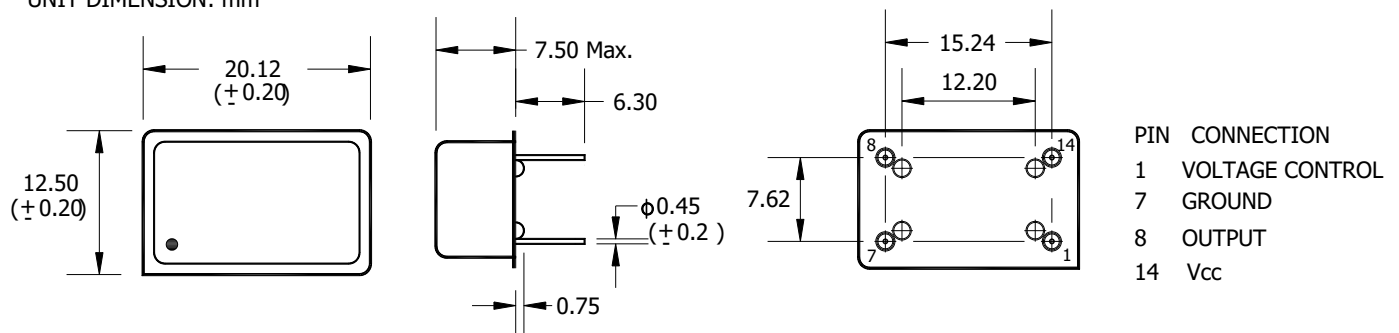 UNIT DIMENSION: mm
20.12
(±0.20)
12.50
(±0.20)
7.50 Max.
6.30
ϕ0.45
(±0.2 )
0.75
15.24
12.20
7.62
8
14
7
1
PIN CONNECTION
1 VOLTAGE CONTROL
7 GROUND
8 OUTPUT
14 Vcc